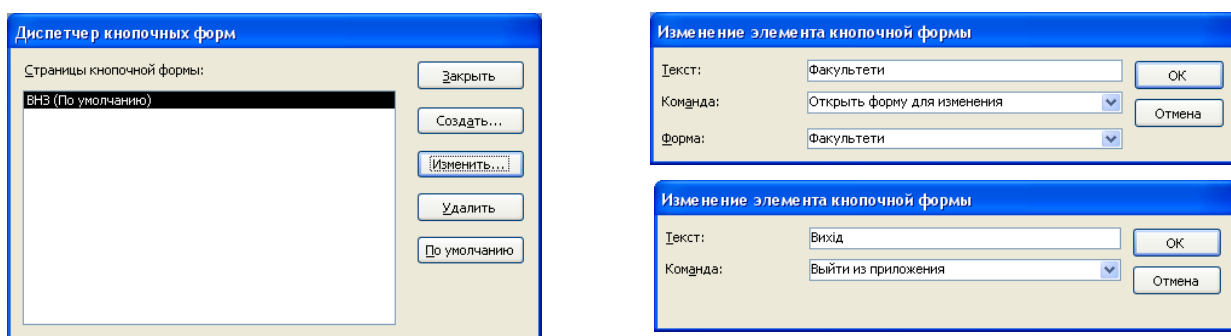 Диспетчер кнопочных форм
Страницы кнопочной формы:
ВНЗ (По умолчанию)
Закрыть
Создать...
Изменить...
Удалить
По умолчанию
Изменение элемента кнопочной формы
Текст:
Факультети
ОК
Команда:
Открыть форму для изменения
Отмена
Форма:
Факультети
Изменение элемента кнопочной формы
Текст:
Вихід
ОК
Команда:
Выйти из приложения
Отмена